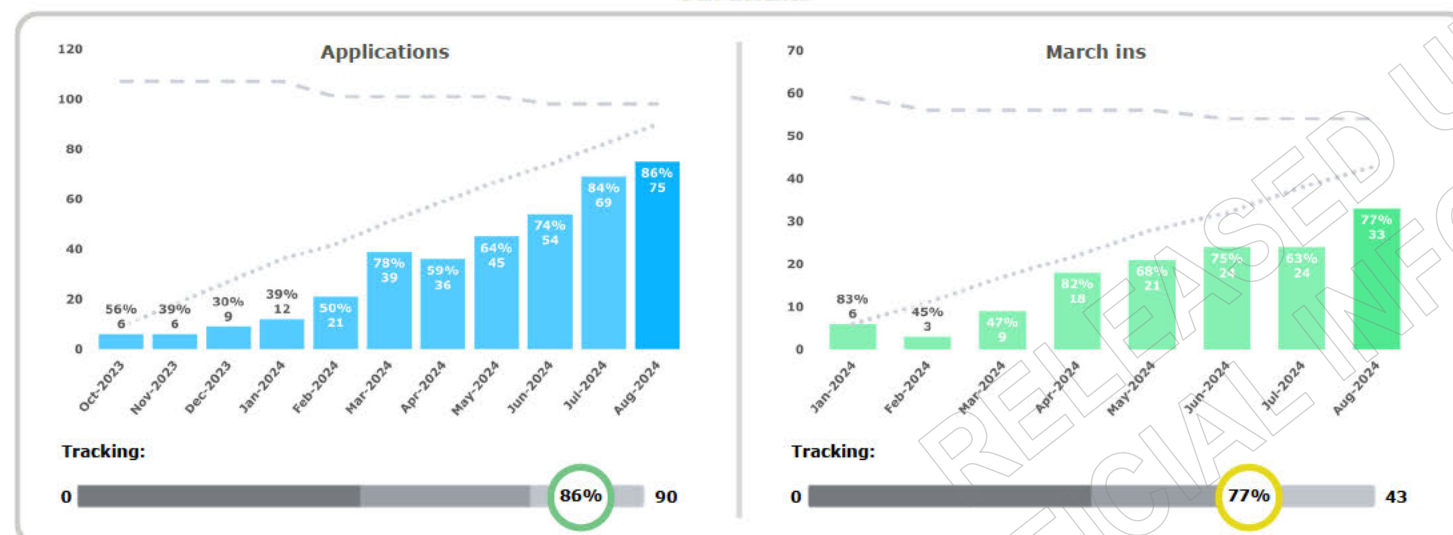 Applications
120
100
80
60
40
20
0
56%
6
39%
6
30%
9
39%
12
50%
21
78%
39
59%
36
64%
45
74%
54
84%
69
86%
75
Oct-2023
Nov-2023
Dec-2023
Jan-2024
Feb-2024
Mar-2024
Apr-2024
May-2024
Jun-2024
Jul-2024
Aug-2024
Tracking:
0
86%
90
March ins
70
60
50
40
30
20
10
0
83%
6
45%
3
47%
9
82%
18
68%
21
75%
24
63%
24
77%
33
Jan-2024
Feb-2024
Mar-2024
Apr-2024
May-2024
Jun-2024
Jul-2024
Aug-2024
Tracking:
0
77%
43
RELEASED